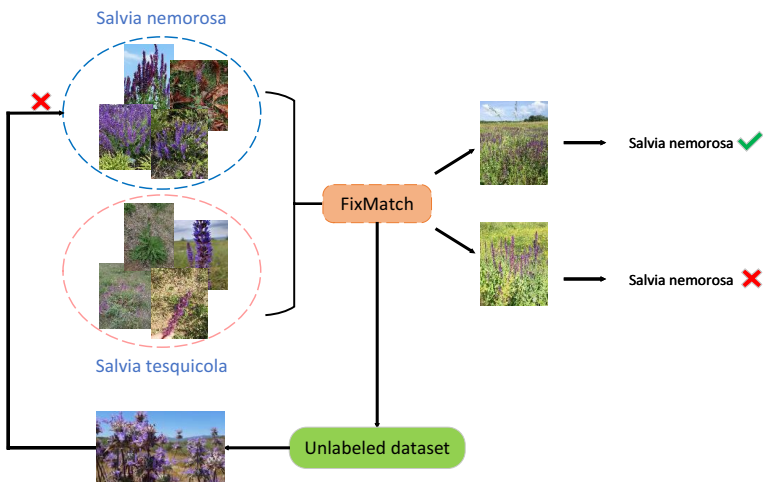 Salvia nemorosa
Salvia nemorosa
FixMatch
Salvia nemorosa
Salvia tesquicola
Unlabeled dataset